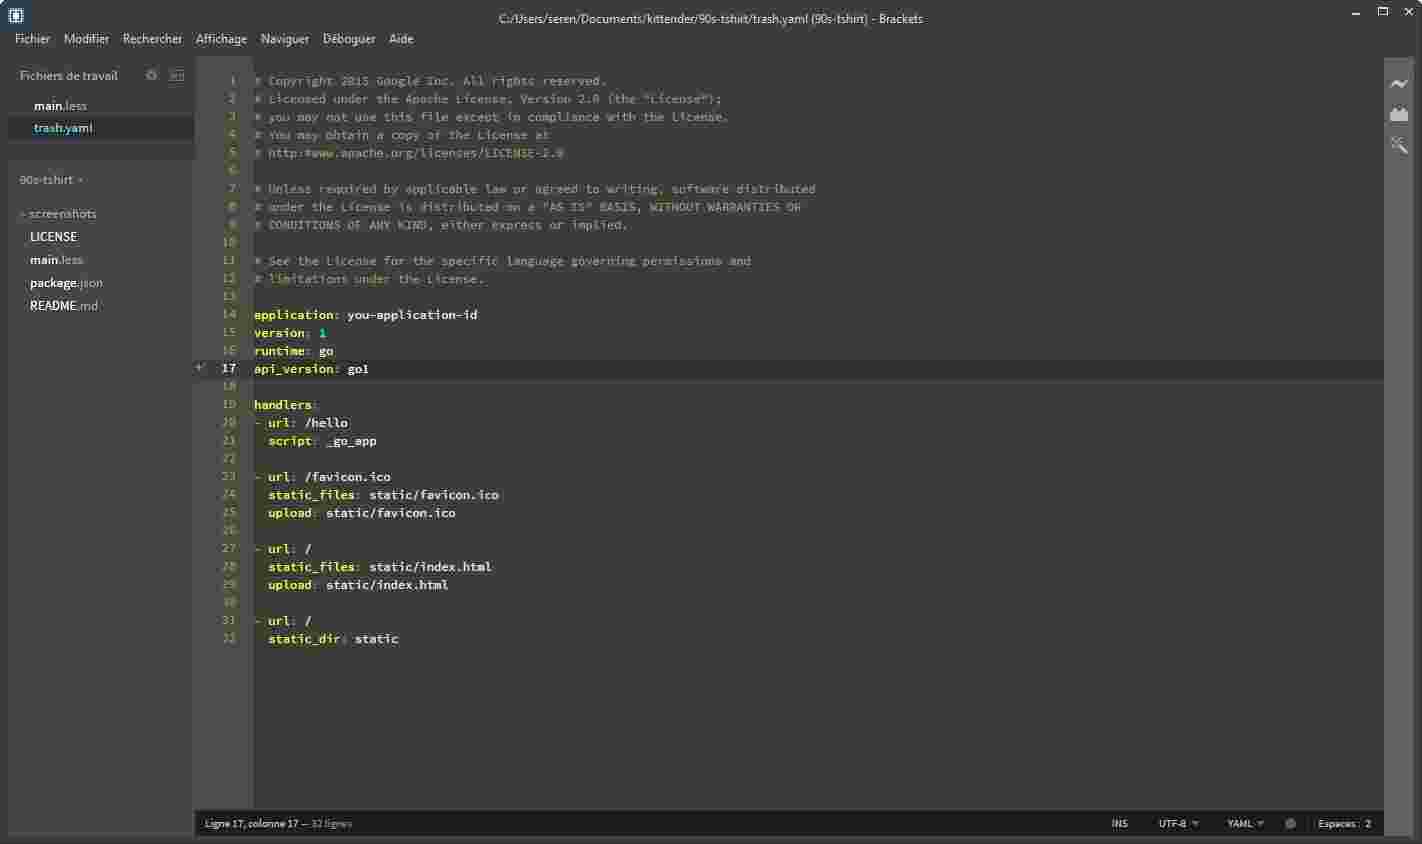 C:/Users/seren/Documents/kittender/90s-tshirt/trash.yaml (90s-tshirt) - Brackets
Fichier Modifier Rechercher Affichage Naviguer Déboguer Aide
Fichiers de travail
main.less
trash.yaml
90s-tshirt
screenshots
LICENSE
main.less
package.json
README.md
1 # Copyright 2015 Google Inc. All rights reserved.
2 # Licensed under the Apache License, Version 2.0 (the "License");
3 # you may not use this file except in compliance with the License.
4 # You may obtain a copy of the License at
5 # http:#www.apache.org/licenses/LICENSE-2.0
6
7 # Unless required by applicable law or agreed to writing, software distributed
8 # under the License is distributed on a "AS IS" BASIS, WITHOUT WARRANTIES OR
9 # CONDITIONS OF ANY KIND, either express or implied.
10
11 # See the License for the specific language governing permissions and
12 # limitations under the License.
13
14 application: you-application-id
15 version: 1
16 runtime: go
17 api_version: go1
18
19 handlers:
20 - url: /hello
21 script: _go_app
22
23 - url: /favicon.ico
24 static_files: static/favicon.ico
25 upload: static/favicon.ico
26
27 - url: /
28 static_files: static/index.html
29 upload: static/index.html
30
31 - url: /
32 static_dir: static
Ligne 17, colonne 17 — 32 lignes
INS UTF-8 YAML Espaces : 2